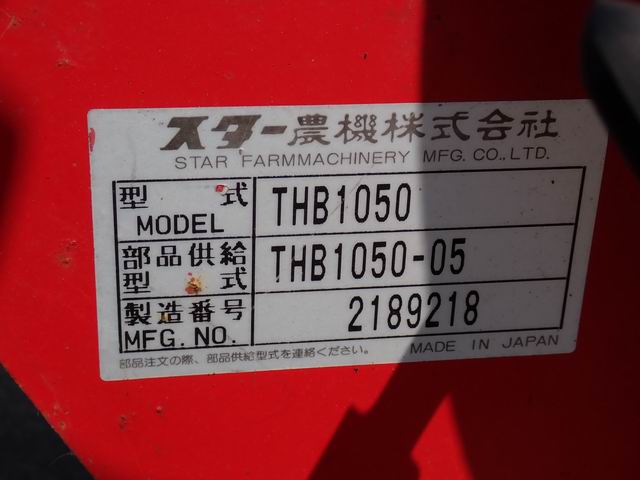 スター農機株式会社
STAR FARMMACHINERY MFG. CO., LTD.
型 式 THB1050
MODEL
部品供給 THB1050-05
型 式
製造番号 2189218
MFG. NO.
部品注文の際、部品供給型式を連絡ください。 MADE IN JAPAN